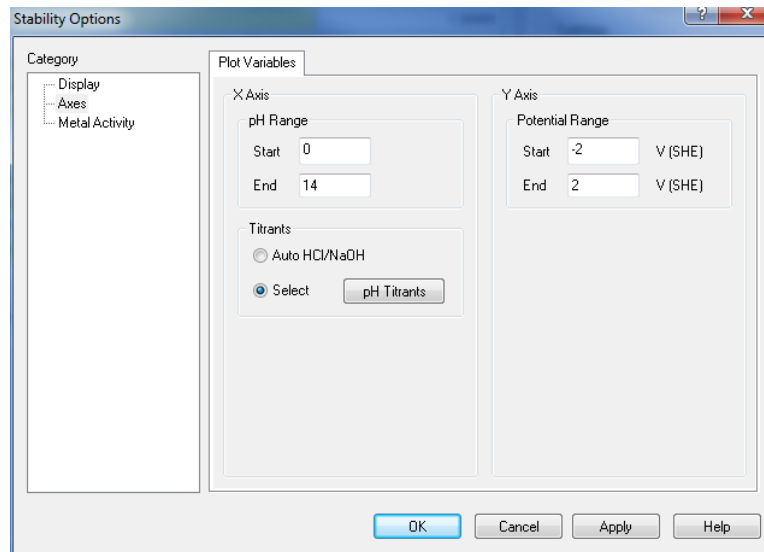 Stability Options
? X
Category
Display
Axes
Metal Activity
Plot Variables
X Axis
pH Range
Start 0
End 14
Titrants
Auto HCl/NaOH
Select pH Titrants
Y Axis
Potential Range
Start -2 V (SHE)
End 2 V (SHE)
OK Cancel Apply Help